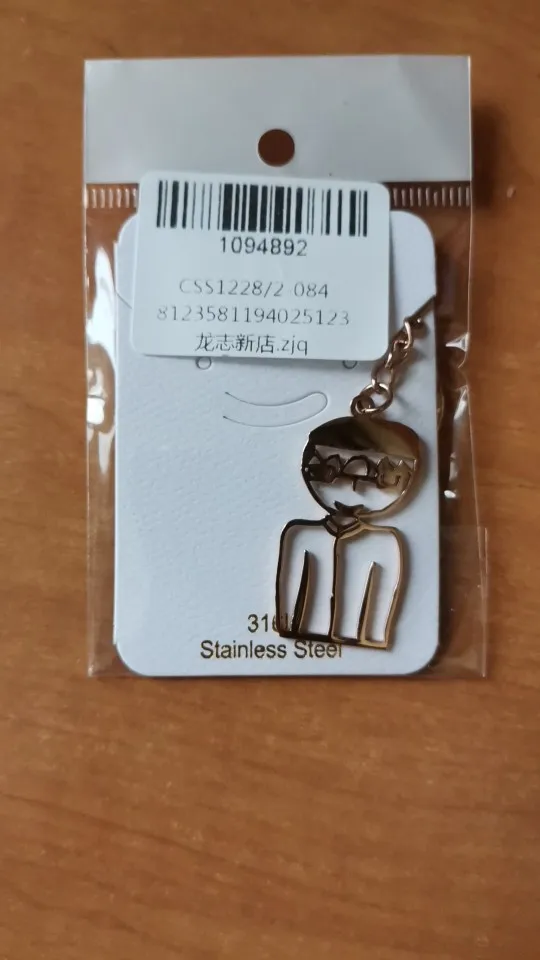 1094892
CSS1228/2-084
8123581194025123
龙志新店.zjq
Stainless Steel